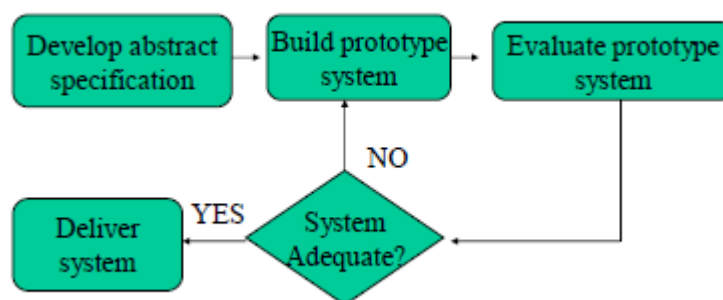 Develop abstract
specification
Build prototype
system
Evaluate prototype
system
NO
YES
System
Adequate?
Deliver
system